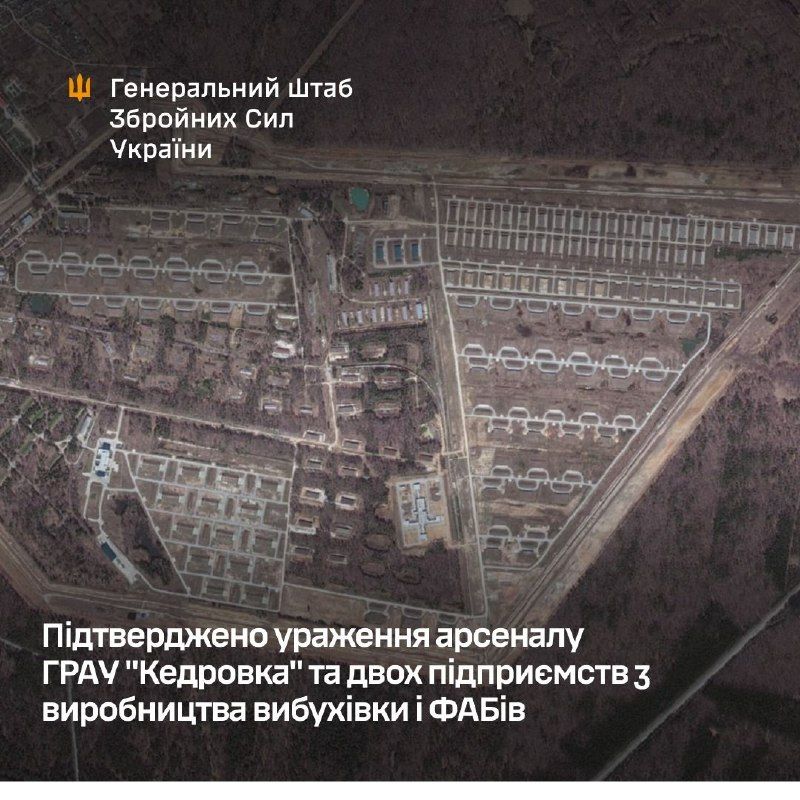 Генеральний Штаб
Збройних Сил
України
Підтверджено ураження арсеналу
ГРАУ "Кедровка" та двох підприємств з
виробництва вибухівки і ФАБів